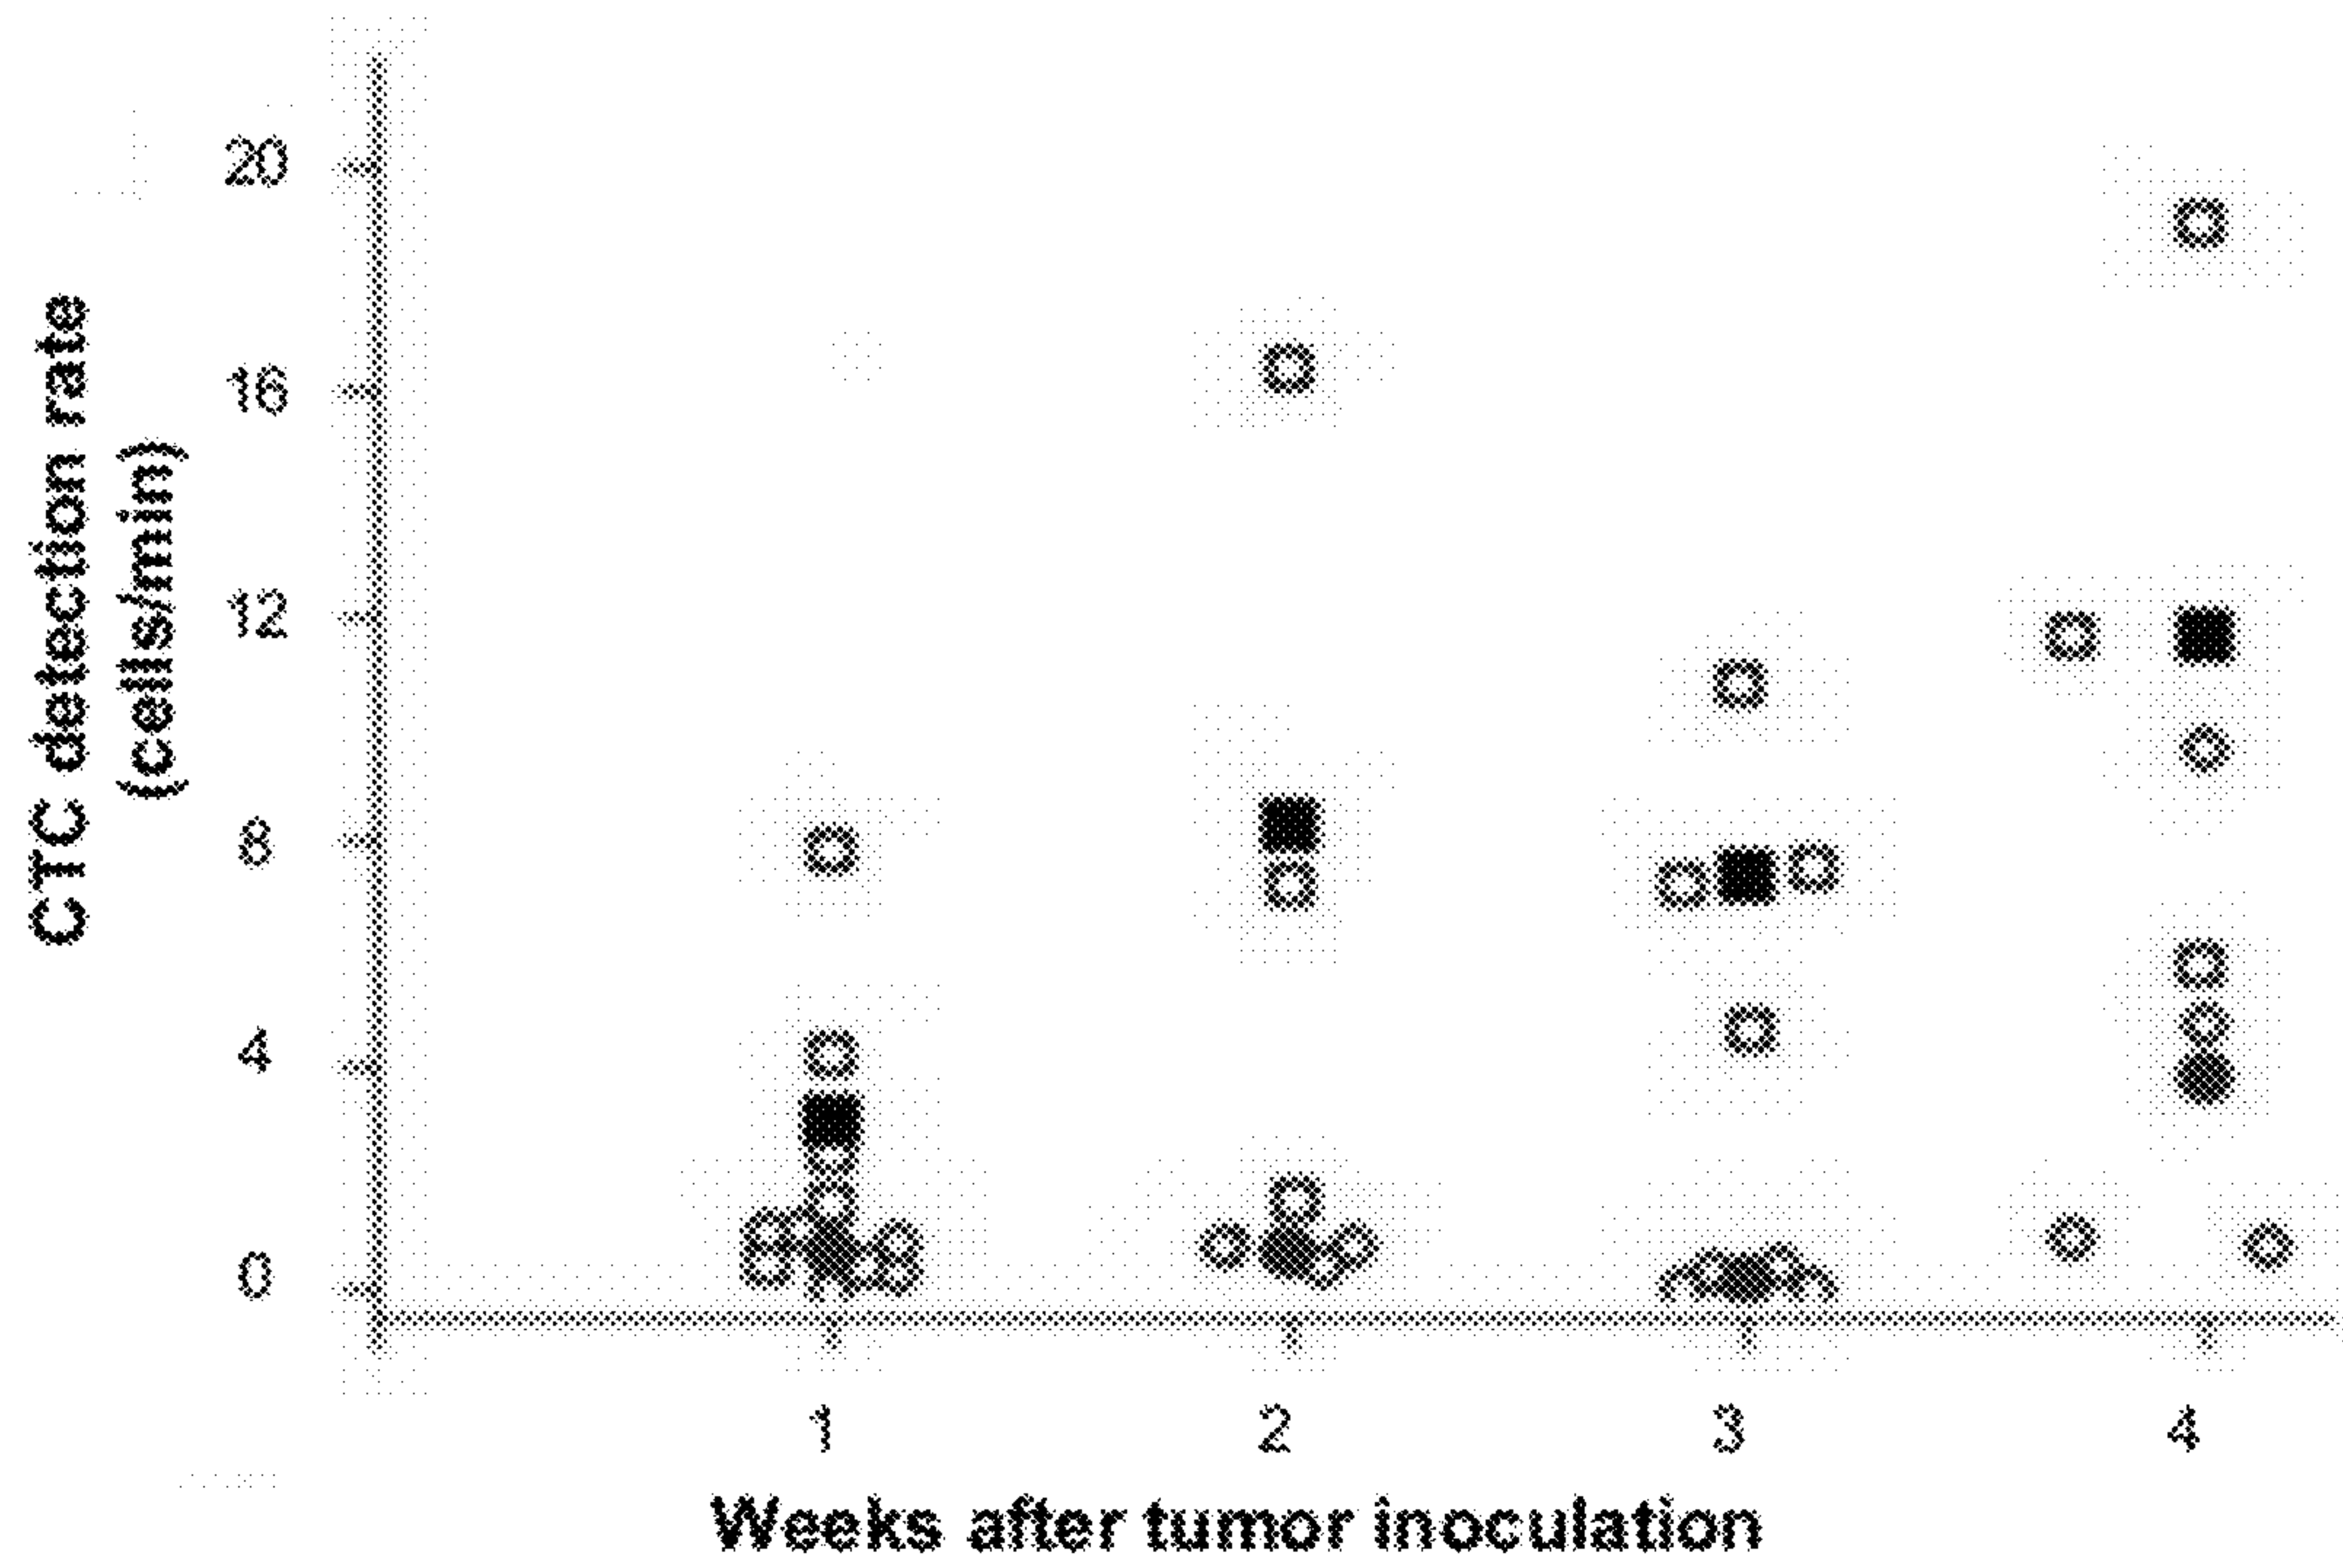 CTC detection rate
(cells/min)
20
16
12
8
4
0
1 2 3 4
Weeks after tumor inoculation